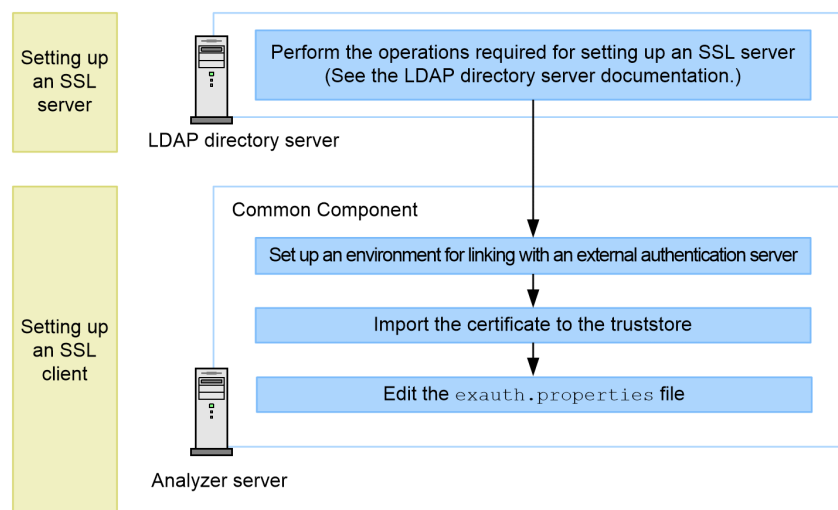 Setting up
an SSL
server
Perform the operations required for setting up an SSL server
(See the LDAP directory server documentation.)
LDAP directory server
Setting up
an SSL
client
Common Component
Set up an environment for linking with an external authentication server
Import the certificate to the truststore
Edit the exauth.properties file
Analyzer server